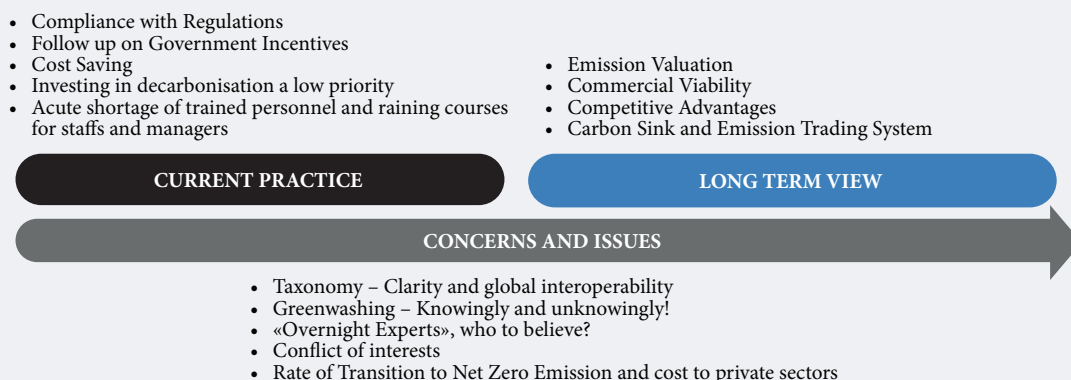 • Compliance with Regulations
• Follow up on Government Incentives
• Cost Saving
• Investing in decarbonisation a low priority
• Acute shortage of trained personnel and raining courses
for staffs and managers
• Emission Valuation
• Commercial Viability
• Competitive Advantages
• Carbon Sink and Emission Trading System
CURRENT PRACTICE
LONG TERM VIEW
CONCERNS AND ISSUES
• Taxonomy – Clarity and global interoperability
• Greenwashing – Knowingly and unknowingly!
• «Overnight Experts», who to believe?
• Conflict of interests
• Rate of Transition to Net Zero Emission and cost to private sectors